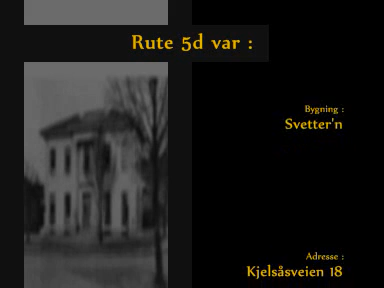 Rute 5d var :
Bygning :
Svetter'n
Adresse :
Kjelsåsveien 18